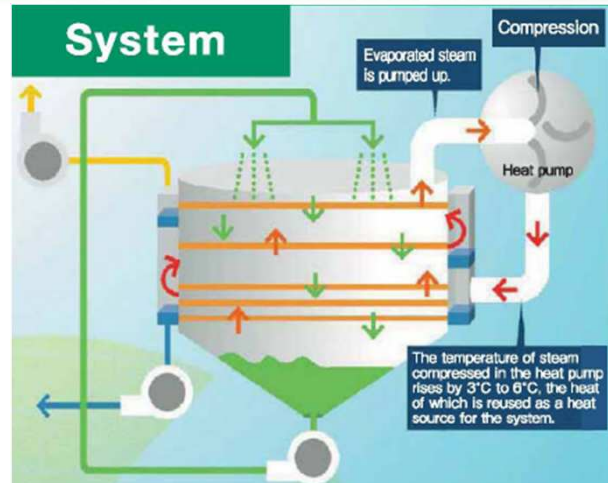 System
Compression
Evaporated steam
is pumped up.
Heat pump
The temperature of steam
compressed in the heat pump
rises by 3°C to 6°C, the heat
of which is reused as a heat
source for the system.